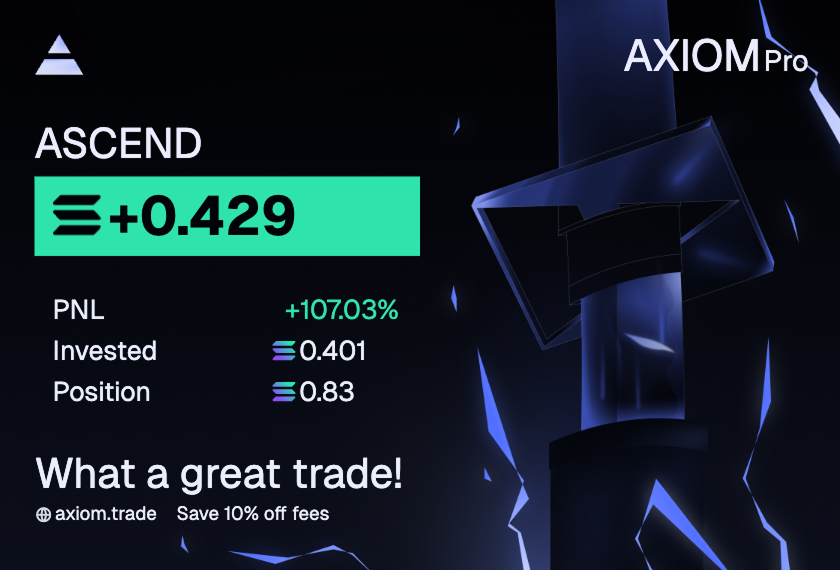 AXIOM Pro
ASCEND
+0.429
PNL +107.03%
Invested 0.401
Position 0.83
What a great trade!
axiom.trade Save 10% off fees